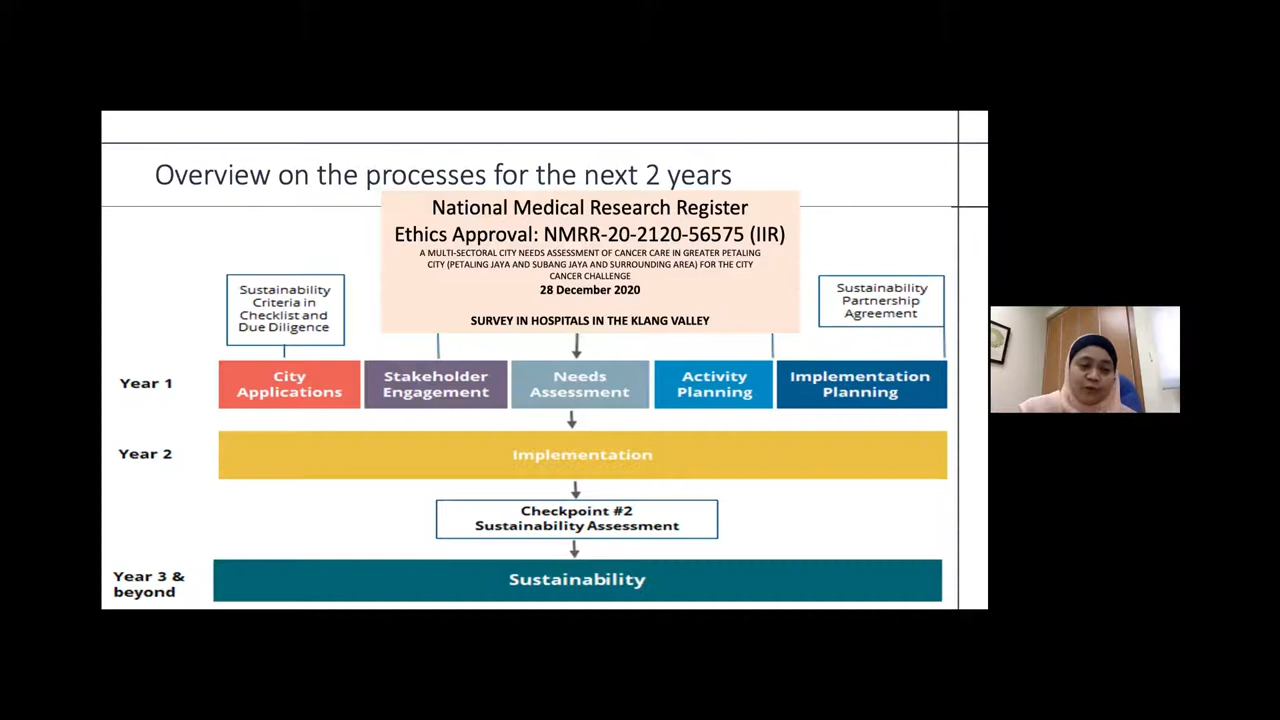 Overview on the processes for the next 2 years
National Medical Research Register
Ethics Approval: NMRR-20-2120-56575 (IIR)
A MULTI-SECTORAL CITY NEEDS ASSESSMENT OF CANCER CARE IN GREATER PETALING
CITY (PETALING JAYA AND SUBANG JAYA AND SURROUNDING AREA) FOR THE CITY
CANCER CHALLENGE
28 December 2020
SURVEY IN HOSPITALS IN THE KLANG VALLEY
Sustainability
Criteria in
Checklist and
Due Diligence
Sustainability
Partnership
Agreement
Year 1
City
Applications
Stakeholder
Engagement
Needs
Assessment
Activity
Planning
Implementation
Planning
Year 2
Implementation
Checkpoint #2
Sustainability Assessment
Year 3 &
beyond
Sustainability